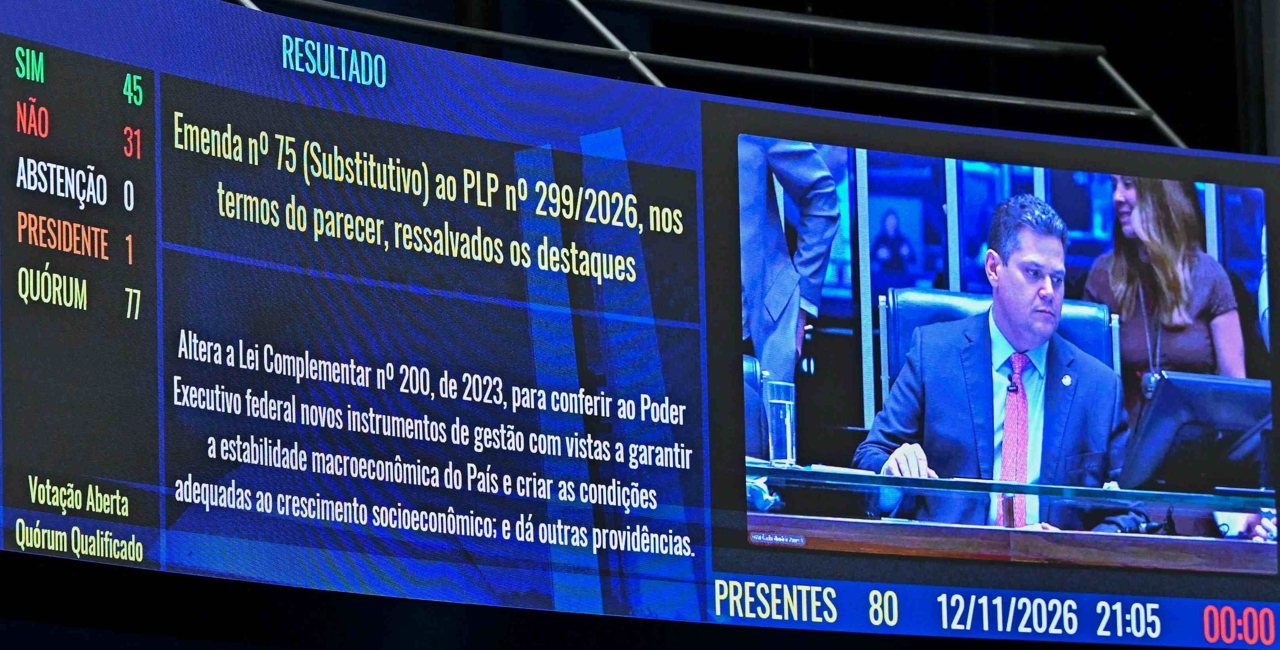 RESULTADO
SIM 45
NÃO 31
ABSTENÇÃO 0
PRESIDENTE 1
QUÓRUM 77
Votação Aberta
Quórum Qualificado
Emenda nº 75 (Substitutivo) ao PLP nº 299/2026, nos
termos do parecer, ressalvados os destaques
Altera a Lei Complementar nº 200, de 2023, para conferir ao Poder
Executivo federal novos instrumentos de gestão com vistas a garantir
a estabilidade macroeconômica do País e criar as condições
adequadas ao crescimento socioeconômico; e dá outras providências.
PRESENTES 80 12/11/2026 21:05 00:00